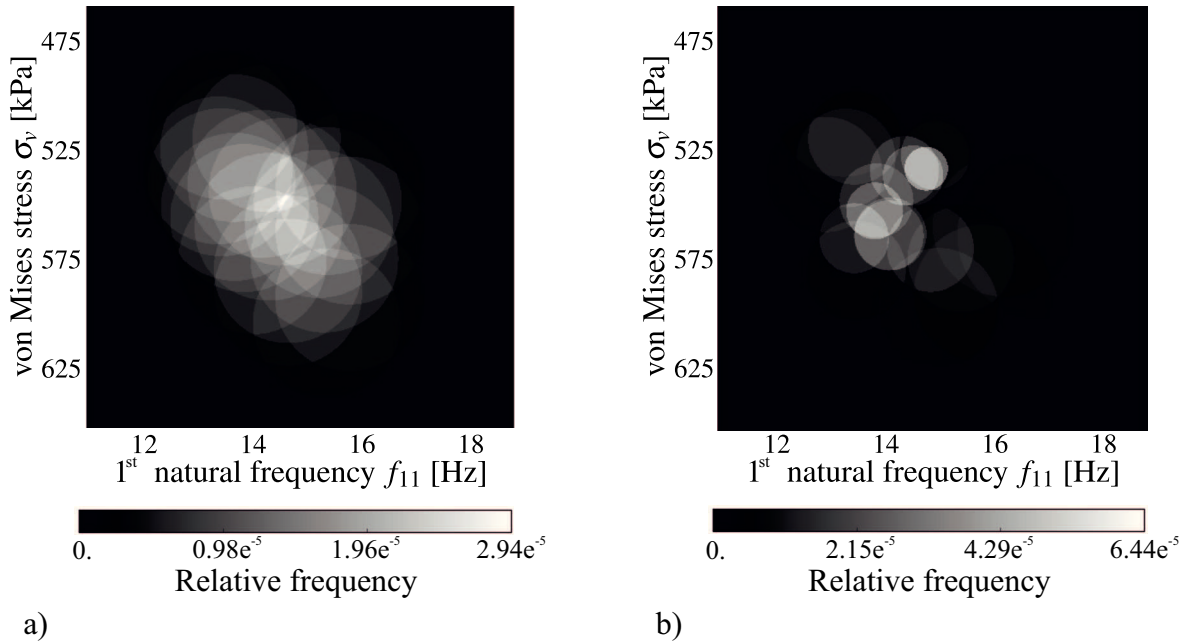 von Mises stress σv [kPa]
475
525
575
625
12 14 16 18
1st natural frequency f11 [Hz]
0. 0.98e-5 1.96e-5 2.94e-5
Relative frequency
a)
von Mises stress σv [kPa]
475
525
575
625
12 14 16 18
1st natural frequency f11 [Hz]
0. 2.15e-5 4.29e-5 6.44e-5
Relative frequency
b)